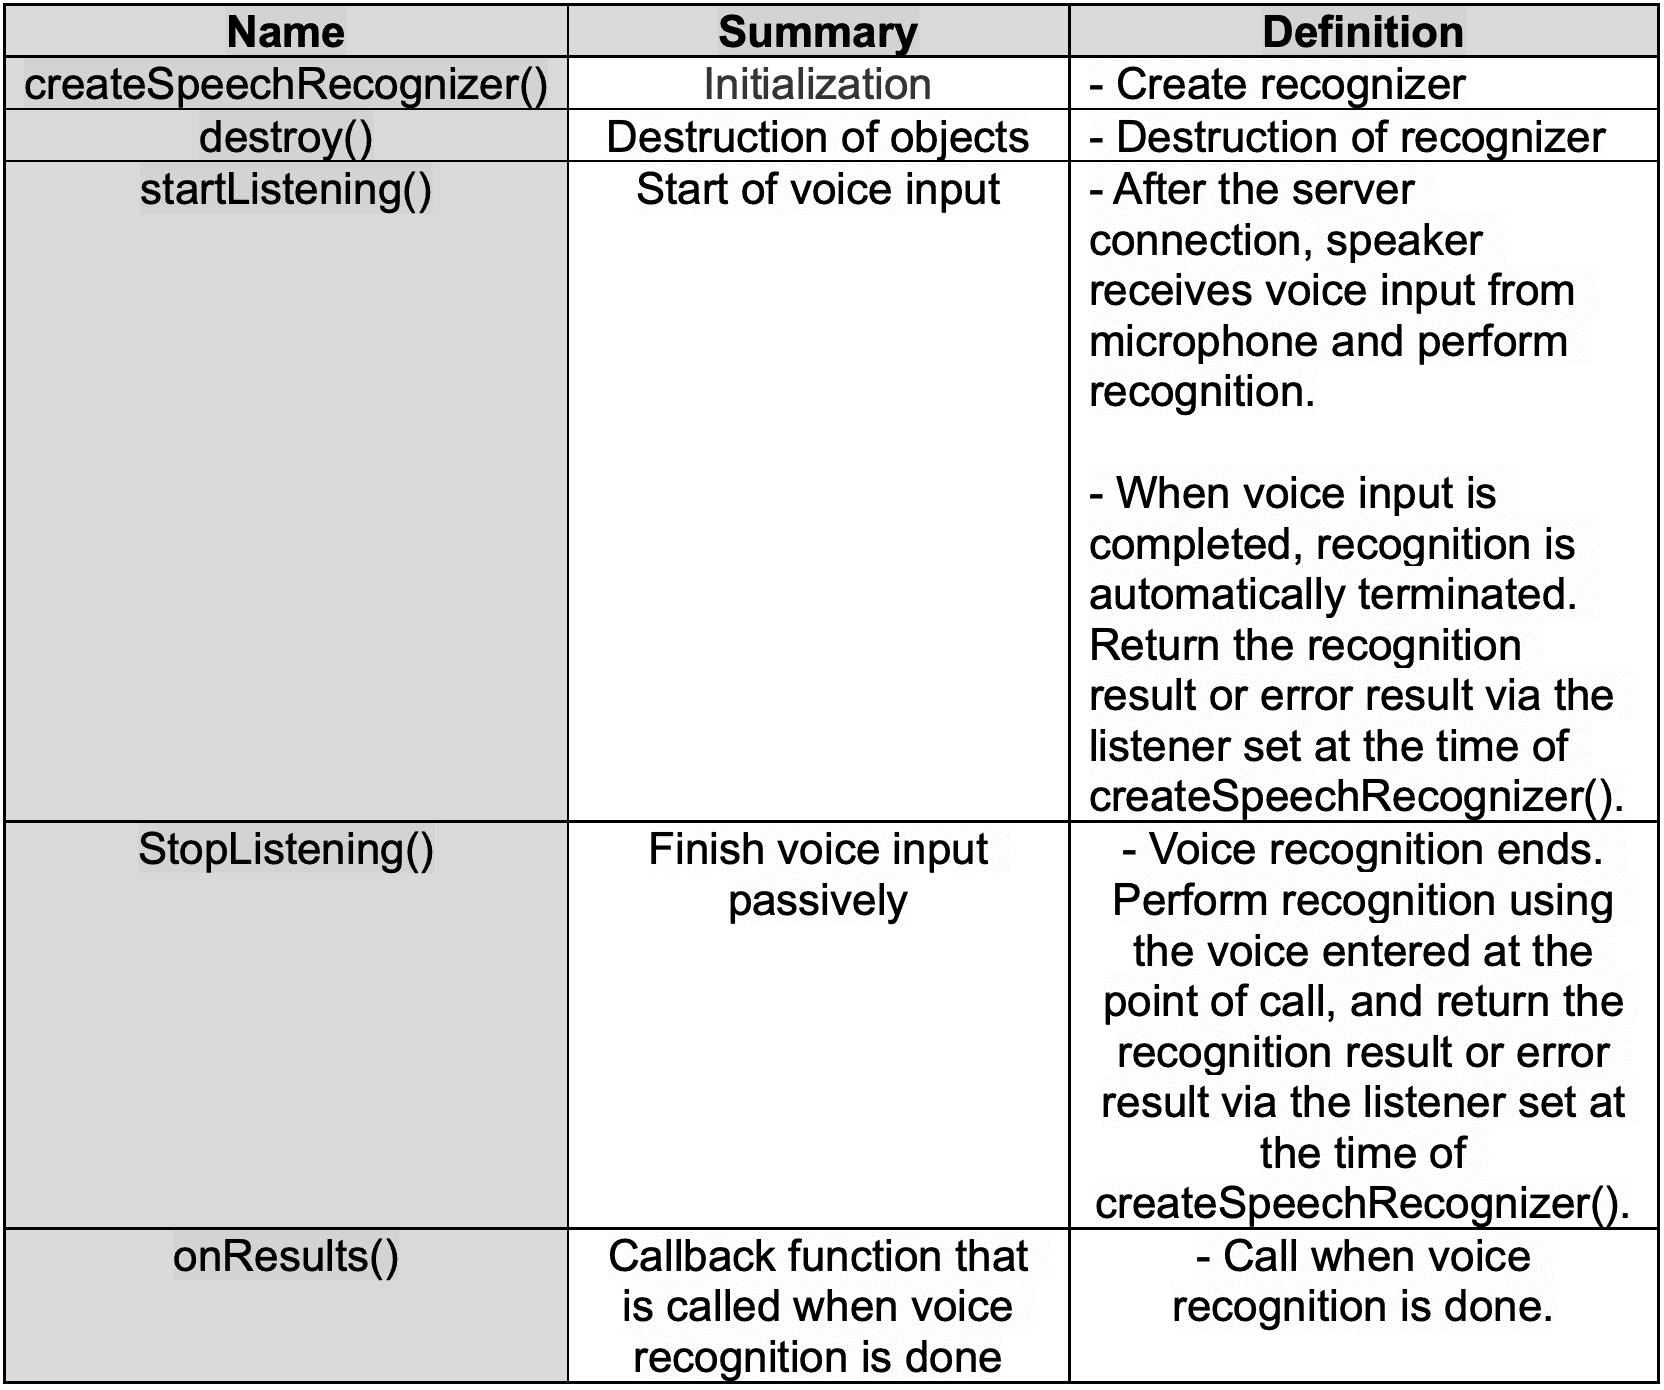 Name Summary Definition
createSpeechRecognizer() Initialization - Create recognizer
destroy() Destruction of objects - Destruction of recognizer
startListening() Start of voice input - After the server
connection, speaker
receives voice input from
microphone and perform
recognition.
- When voice input is
completed, recognition is
automatically terminated.
Return the recognition
result or error result via the
listener set at the time of
createSpeechRecognizer().
StopListening() Finish voice input - Voice recognition ends.
passively Perform recognition using
the voice entered at the
point of call, and return the
recognition result or error
result via the listener set at
the time of
createSpeechRecognizer().
onResults() Callback function that - Call when voice
is called when voice recognition is done.
recognition is done